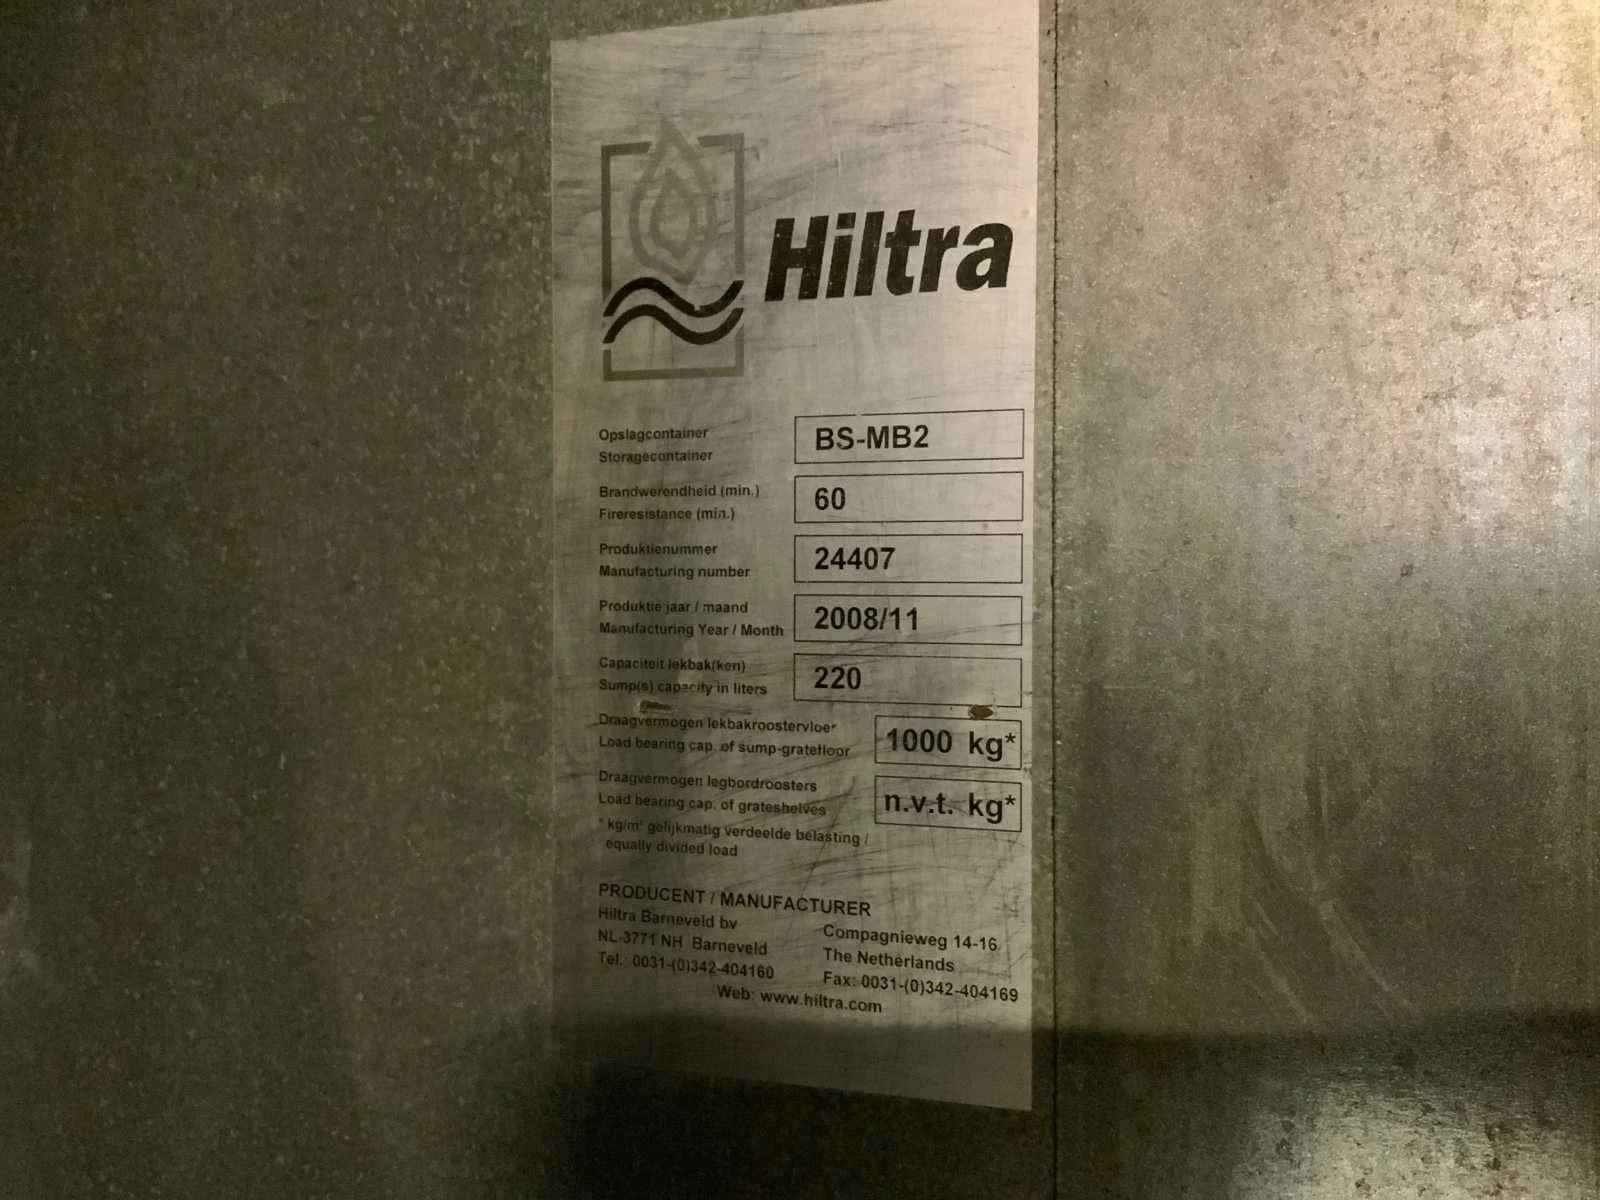 Hiltra
Opslagcontainer
Storagecontainer
BS-MB2
Brandwerendheid (min.)
Fireresistance (min.)
60
Produktienummer
Manufacturing number
24407
Produktie jaar / maand
Manufacturing Year / Month
2008/11
Capaciteit lekbak(ken)
Sump(s) capacity in liters
220
Draagvermogen lekbakroostervloer
Load bearing cap. of sump-gratefloor
1000 kg*
Draagvermogen legbordroosters
Load bearing cap. of grateshelves
n.v.t. kg*
* kg/m² gelijkmatig verdeelde belasting /
equally divided load
PRODUCENT / MANUFACTURER
Hiltra Barneveld bv
Compagnieweg 14-16
NL-3771 NH Barneveld
The Netherlands
Tel.: 0031-(0)342-404160
Fax: 0031-(0)342-404169
Web: www.hiltra.com